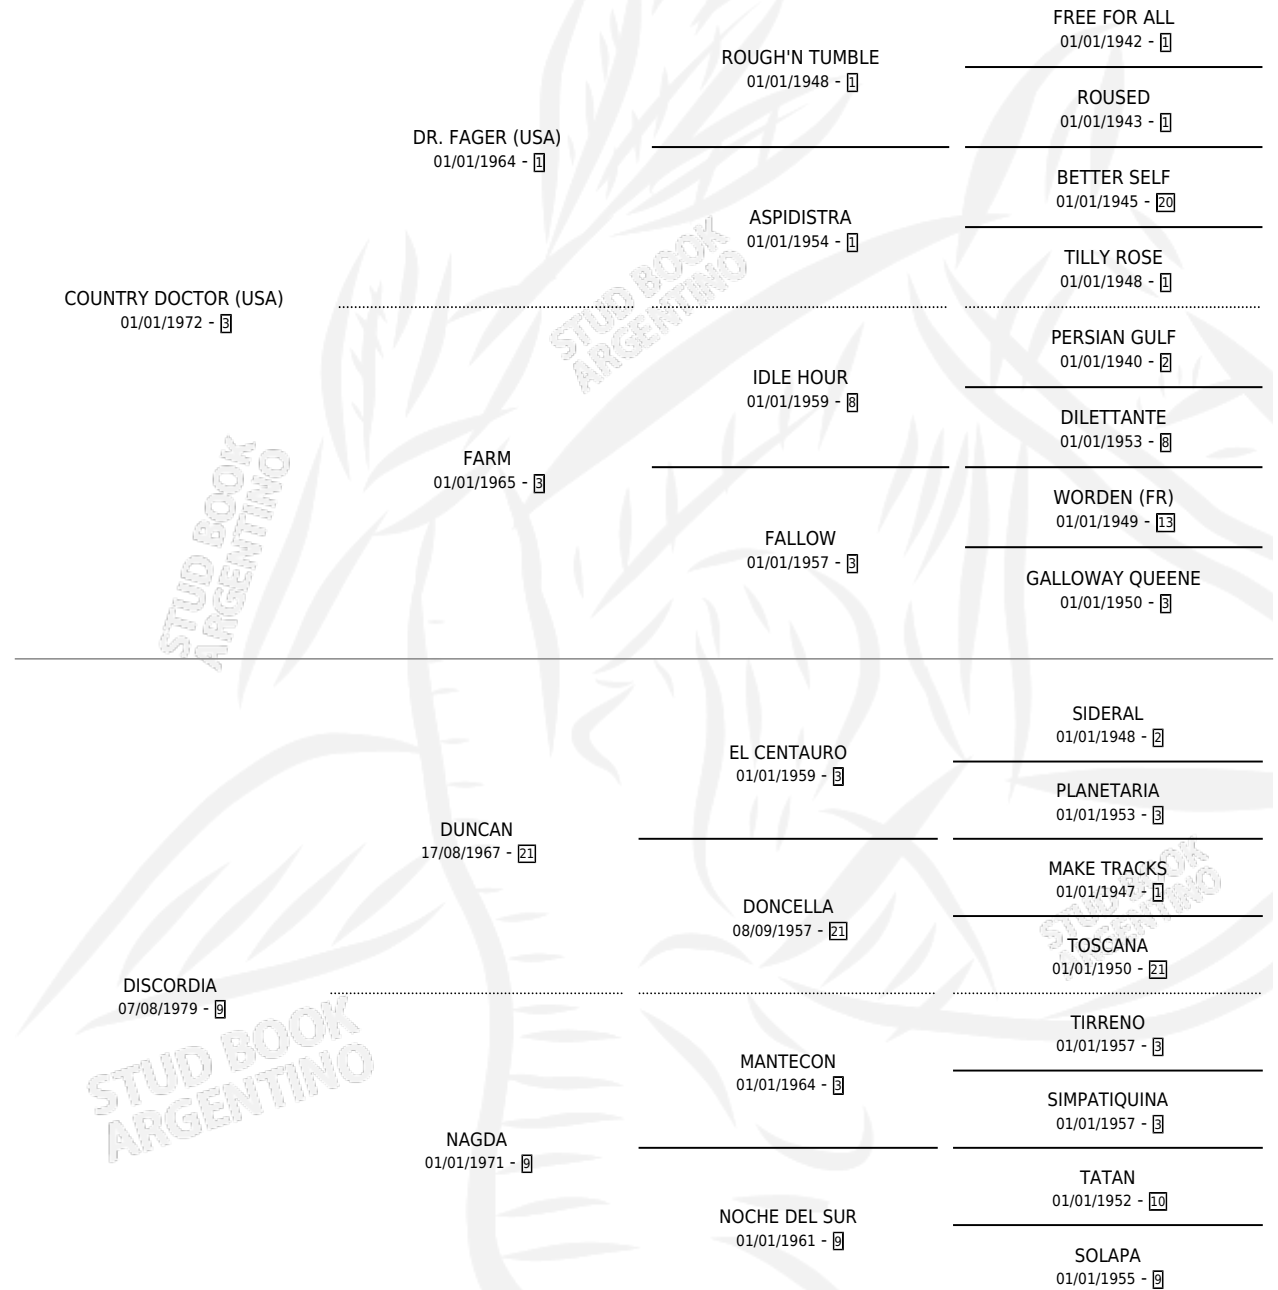 FREE FOR ALL
01/01/1942 - 1
ROUGH'N TUMBLE
01/01/1948 - 1
ROUSED
01/01/1943 - 1
DR. FAGER (USA)
01/01/1964 - 1
BETTER SELF
01/01/1945 - 20
ASPIDISTRA
01/01/1954 - 1
TILLY ROSE
01/01/1948 - 1
COUNTRY DOCTOR (USA)
01/01/1972 - 3
PERSIAN GULF
01/01/1940 - 2
IDLE HOUR
01/01/1959 - 8
DILETTANTE
01/01/1953 - 8
FARM
01/01/1965 - 3
WORDEN (FR)
01/01/1949 - 13
FALLOW
01/01/1957 - 3
GALLOWAY QUEENE
01/01/1950 - 3
SIDERAL
01/01/1948 - 2
EL CENTAURO
01/01/1959 - 3
PLANETARIA
01/01/1953 - 3
DUNCAN
17/08/1967 - 21
MAKE TRACKS
01/01/1947 - 1
DONCELLA
08/09/1957 - 21
TOSCANA
01/01/1950 - 21
DISCORDIA
07/08/1979 - 9
TIRRENO
01/01/1957 - 3
MANTECON
01/01/1964 - 3
SIMPATIQUINA
01/01/1957 - 3
NAGDA
01/01/1971 - 9
TATAN
01/01/1952 - 10
NOCHE DEL SUR
01/01/1961 - 9
SOLAPA
01/01/1955 - 9
STUD BOOK
ARGENTINO
STUD BOOK
ARGENTINO
STUD BOOK
ARGENTINO
STUD BOOK
ARGENTINO